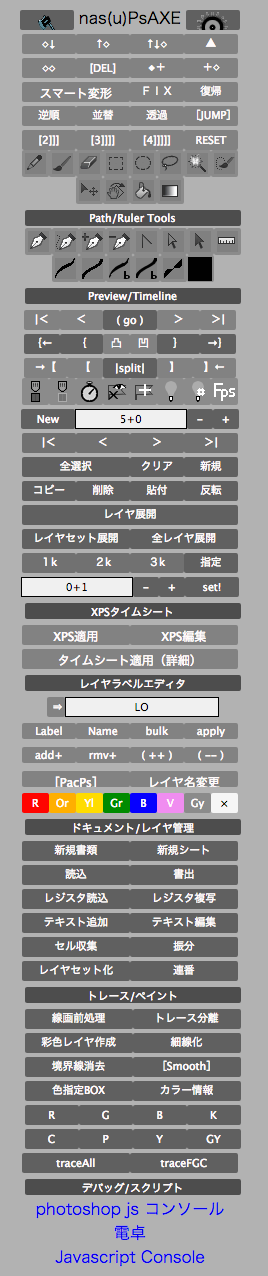 nas(u)PsAXE
◇↓ ↑◇ ↑↓◇ ▲
◇◇ [DEL] ◆＋ ＋◇
スマート変形 ＦＩＸ 復帰
逆順 並替 透過 [JUMP]
[2]]] [3]]]] [4]]]]] RESET
Path/Ruler Tools
Preview/Timeline
|< < ( go ) > >|
{← { 凸 凹 } →}
→【 【 |split| 】 】←
Fps
New 5+0 - +
|< < > >|
全選択 クリア 新規
コピー 削除 貼付 反転
レイヤ展開
レイヤセット展開 全レイヤ展開
1k 2k 3k 指定
0+1 - + set!
XPSタイムシート
XPS適用 XPS編集
タイムシート適用（詳細）
レイヤラベルエディタ
➡ LO
Label Name bulk apply
add+ rmv+ ( ++ ) ( -- )
[PacPs] レイヤ名変更
R Or Yl Gr B V Gy ×
ドキュメント/レイヤ管理
新規書類 新規シート
読込 書出
レジスタ読込 レジスタ複写
テキスト追加 テキスト編集
セル収集 振分
レイヤセット化 連番
トレース/ペイント
線画前処理 トレース分離
彩色レイヤ作成 細線化
境界線消去 [Smooth]
色指定BOX カラー情報
R G B K
C P Y GY
traceAll traceFGC
デバッグ/スクリプト
photoshop js コンソール
電卓
Javascript Console